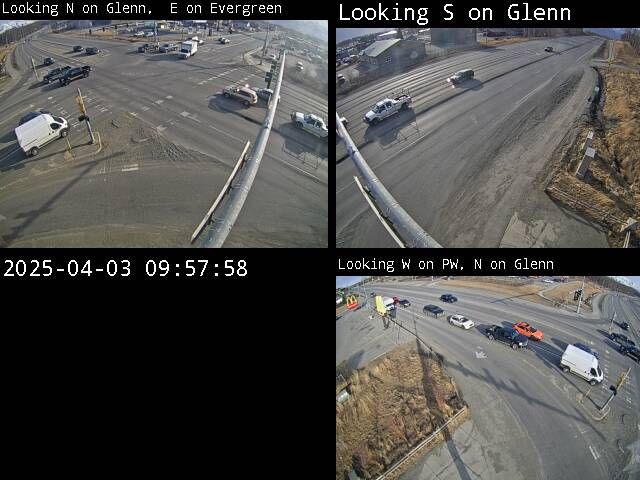 Looking N on Glenn,  E on Evergreen
Looking S on Glenn
2025-04-03 09:57:58
Looking W on PW, N on Glenn